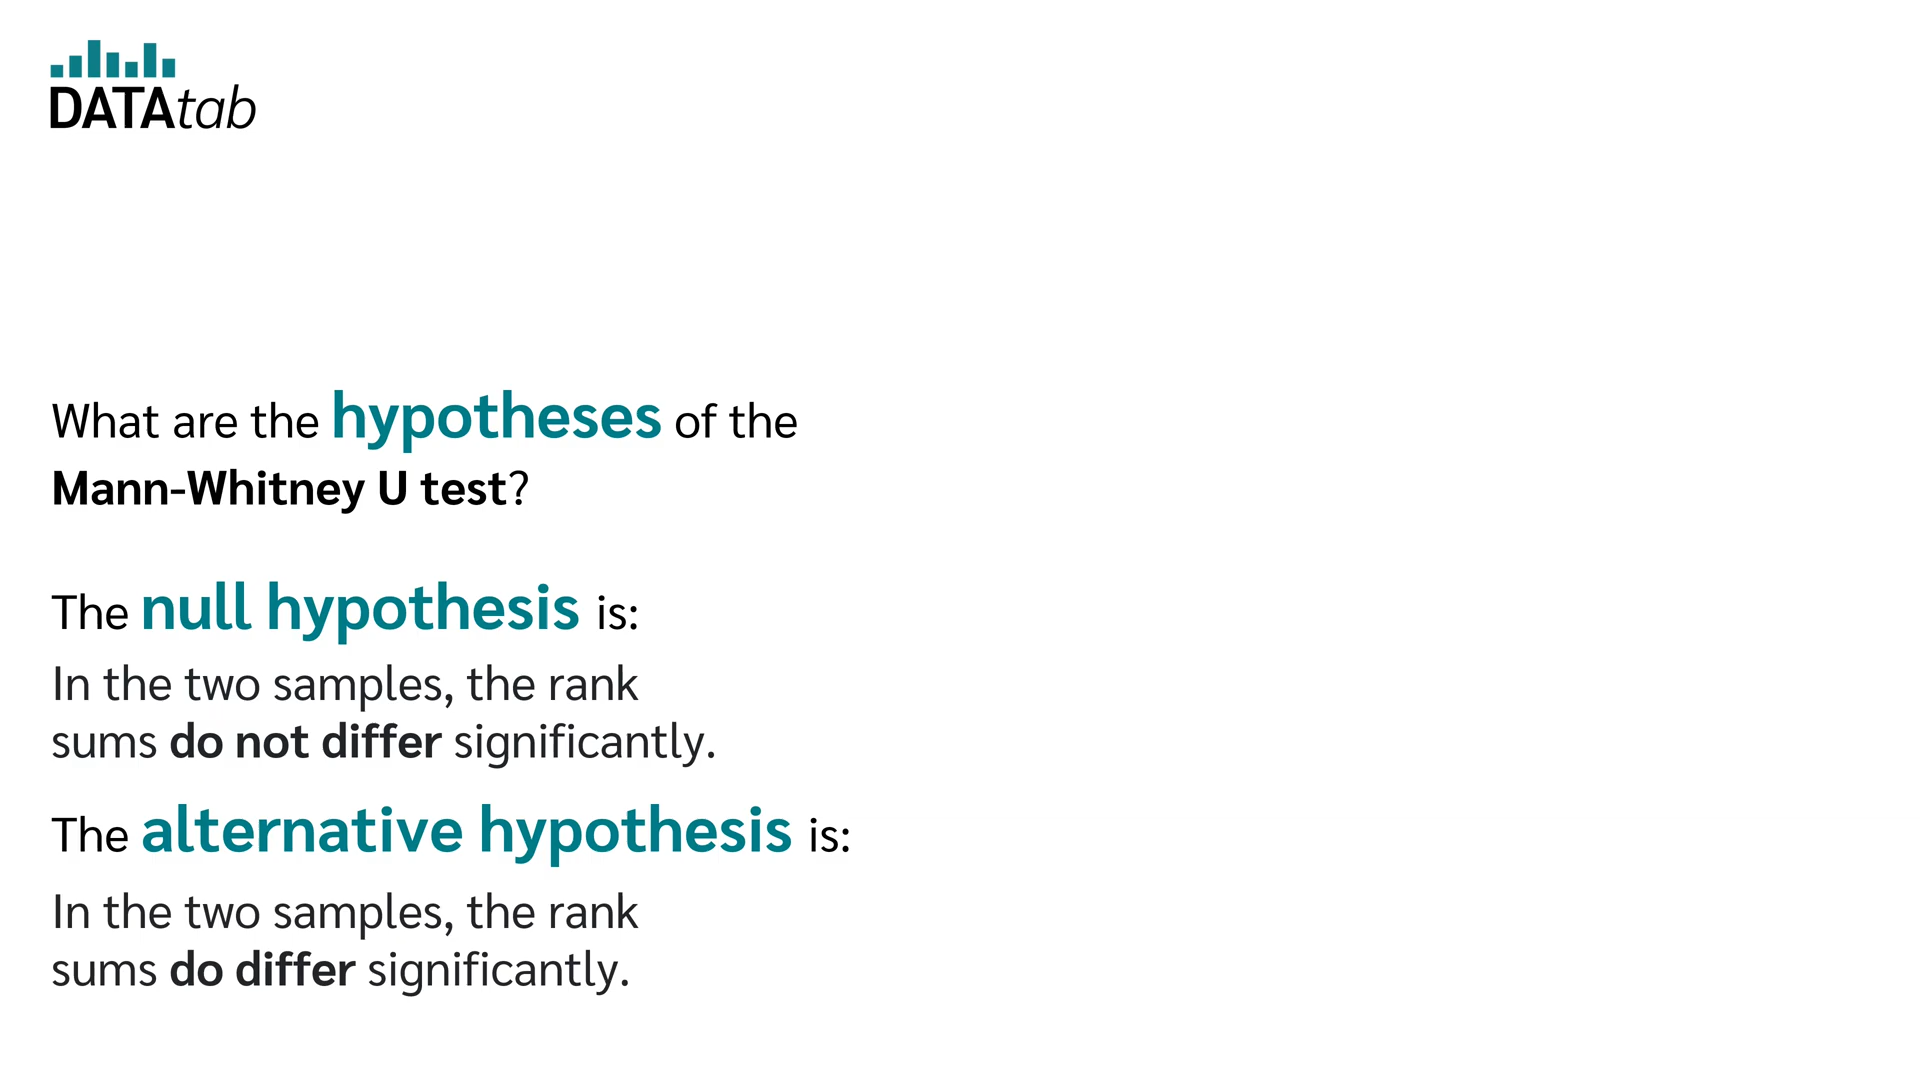 DATAtab
What are the hypotheses of the
Mann-Whitney U test?
The null hypothesis is:
In the two samples, the rank
sums do not differ significantly.
The alternative hypothesis is:
In the two samples, the rank
sums do differ significantly.